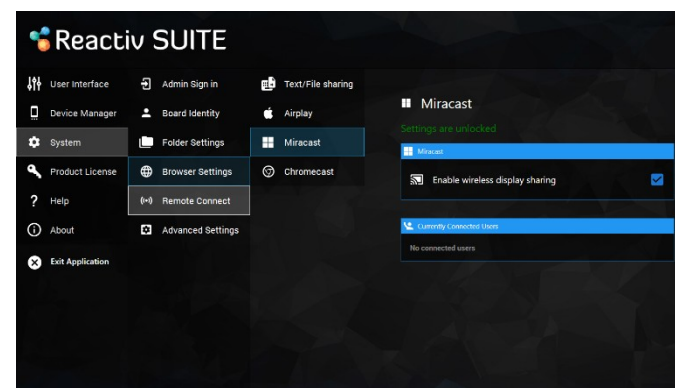 Reactiv SUITE
User Interface
Device Manager
System
Product License
Help
About
Exit Application
Admin Sign in
Board Identity
Folder Settings
Browser Settings
Remote Connect
Advanced Settings
Text/File sharing
Airplay
Miracast
Chromecast
Miracast
Settings are unlocked
Miracast
Enable wireless display sharing
Currently Connected Users
No connected users